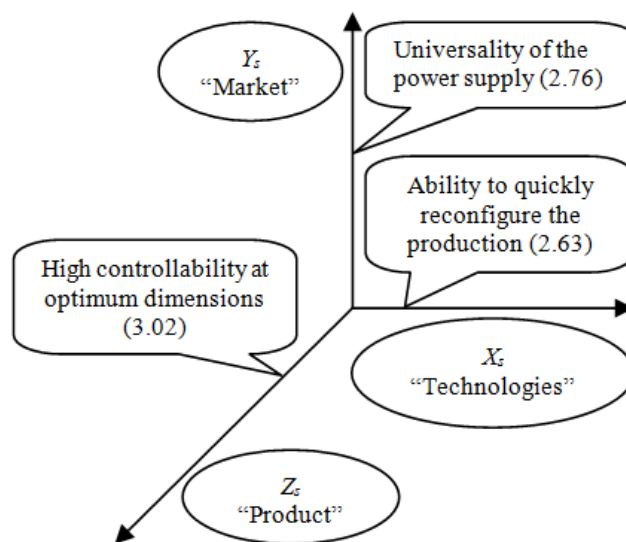 Yₛ
“Market”
Universality of the
power supply (2.76)
Ability to quickly
reconfigure the
production (2.63)
High controllability at
optimum dimensions
(3.02)
Xₛ
“Technologies”
Zₛ
“Product”